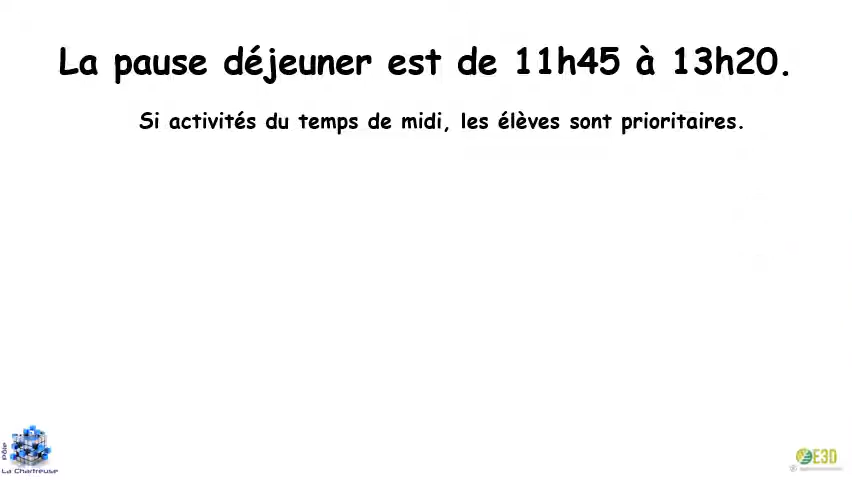 La pause déjeuner est de 11h45 à 13h20.
Si activités du temps de midi, les élèves sont prioritaires.
Pôle
La Chartreuse
E3D